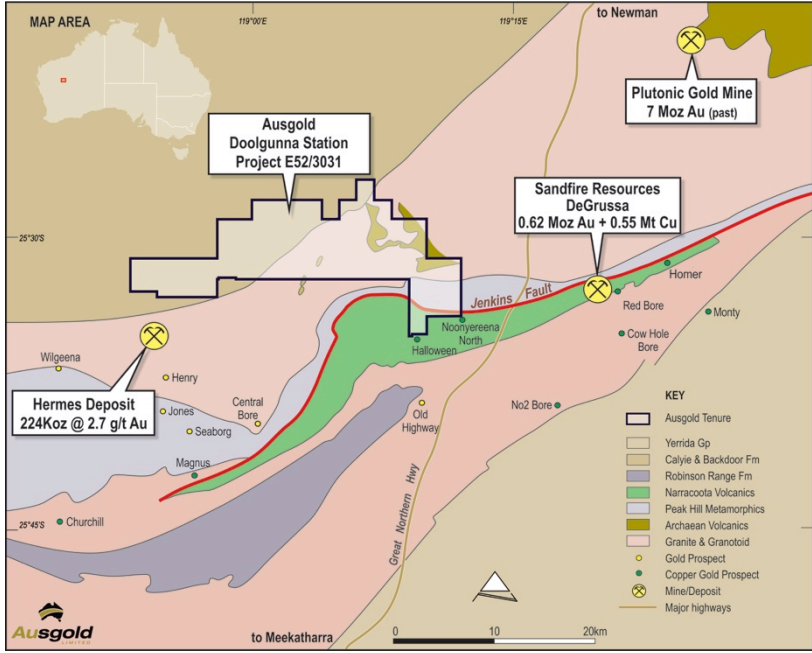 MAP AREA
119°00'E
119°15'E
to Newman
Plutonic Gold Mine
7 Moz Au (past)
Ausgold
Doolgunna Station
Project E52/3031
Sandfire Resources
DeGrussa
0.62 Moz Au + 0.55 Mt Cu
25°30'S
Jenkins Fault
Homer
Red Bore
Monty
Noonyereena
North
Cow Hole
Bore
Halloween
Wilgeena
Henry
Hermes Deposit
224Koz @ 2.7 g/t Au
Jones
Central
Bore
Seaborg
Old
Highway
No2 Bore
Magnus
Churchill
25°45'S
Great Northern Hwy
KEY
Ausgold Tenure
Yerrida Gp
Calyie & Backdoor Fm
Robinson Range Fm
Narracoota Volcanics
Peak Hill Metamorphics
Archaean Volcanics
Granite & Granotoid
Gold Prospect
Copper Gold Prospect
Mine/Deposit
Major highways
Ausgold
LIMITED
to Meekatharra
0 10 20km